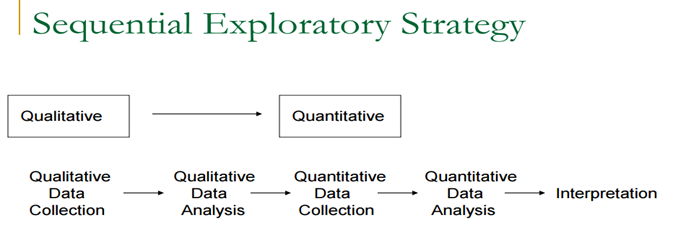 Sequential Exploratory Strategy
Qualitative
Quantitative
Qualitative
Data
Collection
Qualitative
Data
Analysis
Quantitative
Data
Collection
Quantitative
Data
Analysis
Interpretation